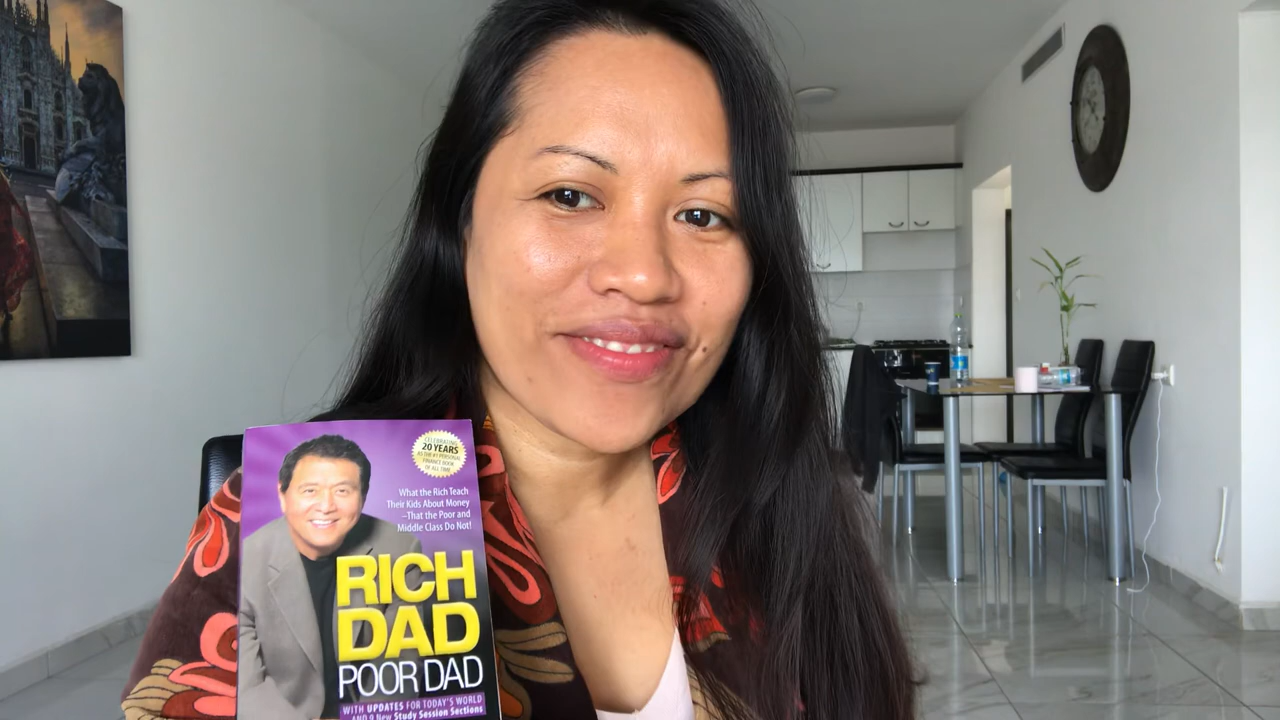 CELEBRATING
20 YEARS
AS THE #1 PERSONAL
FINANCE BOOK
OF ALL TIME
What the Rich Teach
Their Kids About Money
–That the Poor and
Middle Class Do Not!
RICH
DAD
POOR DAD
WITH UPDATES FOR TODAY'S WORLD
AND 9 New Study Session Sections